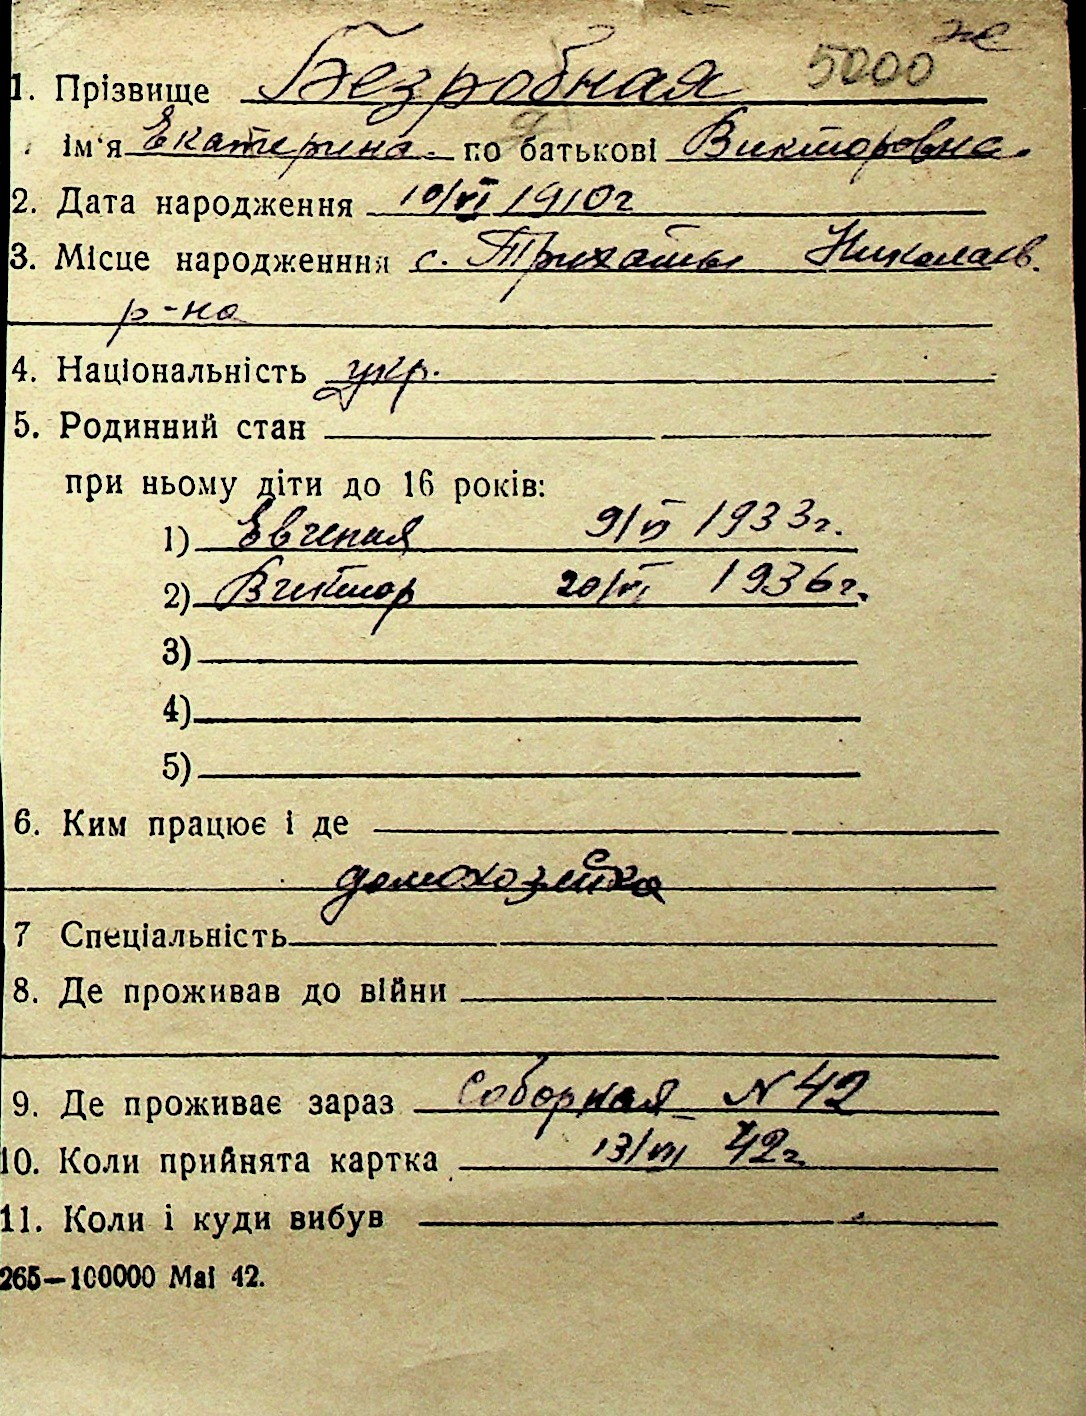 1. Прізвище Безробная 5000 же
ім'я Екатерина по батькові Викторовна
2. Дата народження 10/VI 1910г
3. Місце народженння с. Трихаты Николаев.
р-на
4. Національність укр.
5. Родинний стан
при ньому діти до 16 років:
1) Евгения 9/VI 1933г.
2) Виктор 20/VI 1936г.
3)
4)
5)
6. Ким працює і де
домохозяйка
7 Спеціальність
8. Де проживав до війни
9. Де проживає зараз Соборная N 42
10. Коли прийнята картка 13/VII 42г
11. Коли і куди вибув
265—100000 Маі 42.